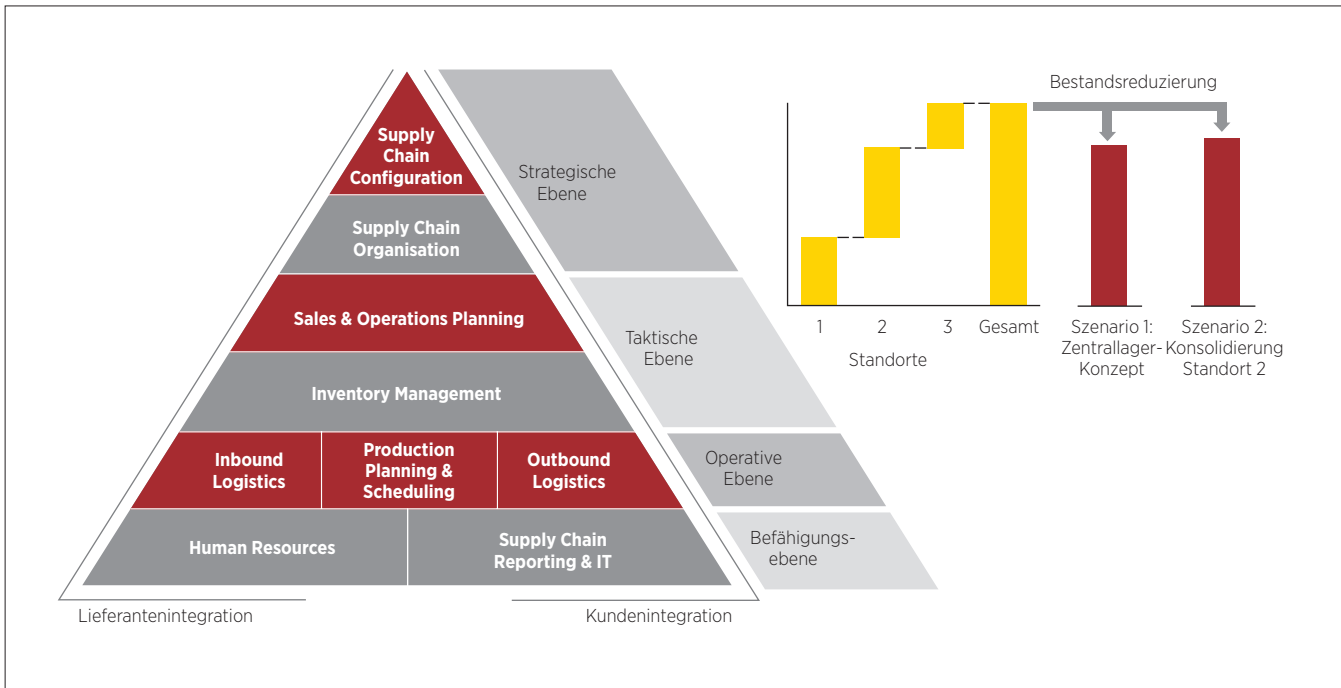 Supply
Chain
Configuration
Supply Chain
Organisation
Sales & Operations Planning
Inventory Management
Inbound
Logistics
Production
Planning &
Scheduling
Outbound
Logistics
Human Resources
Supply Chain
Reporting & IT
Lieferantenintegration
Kundenintegration
Strategische
Ebene
Taktische
Ebene
Operative
Ebene
Befähigungs-
ebene
Bestandsreduzierung
1
2
3
Gesamt
Standorte
Szenario 1:
Zentrallager-
Konzept
Szenario 2:
Konsolidierung
Standort 2